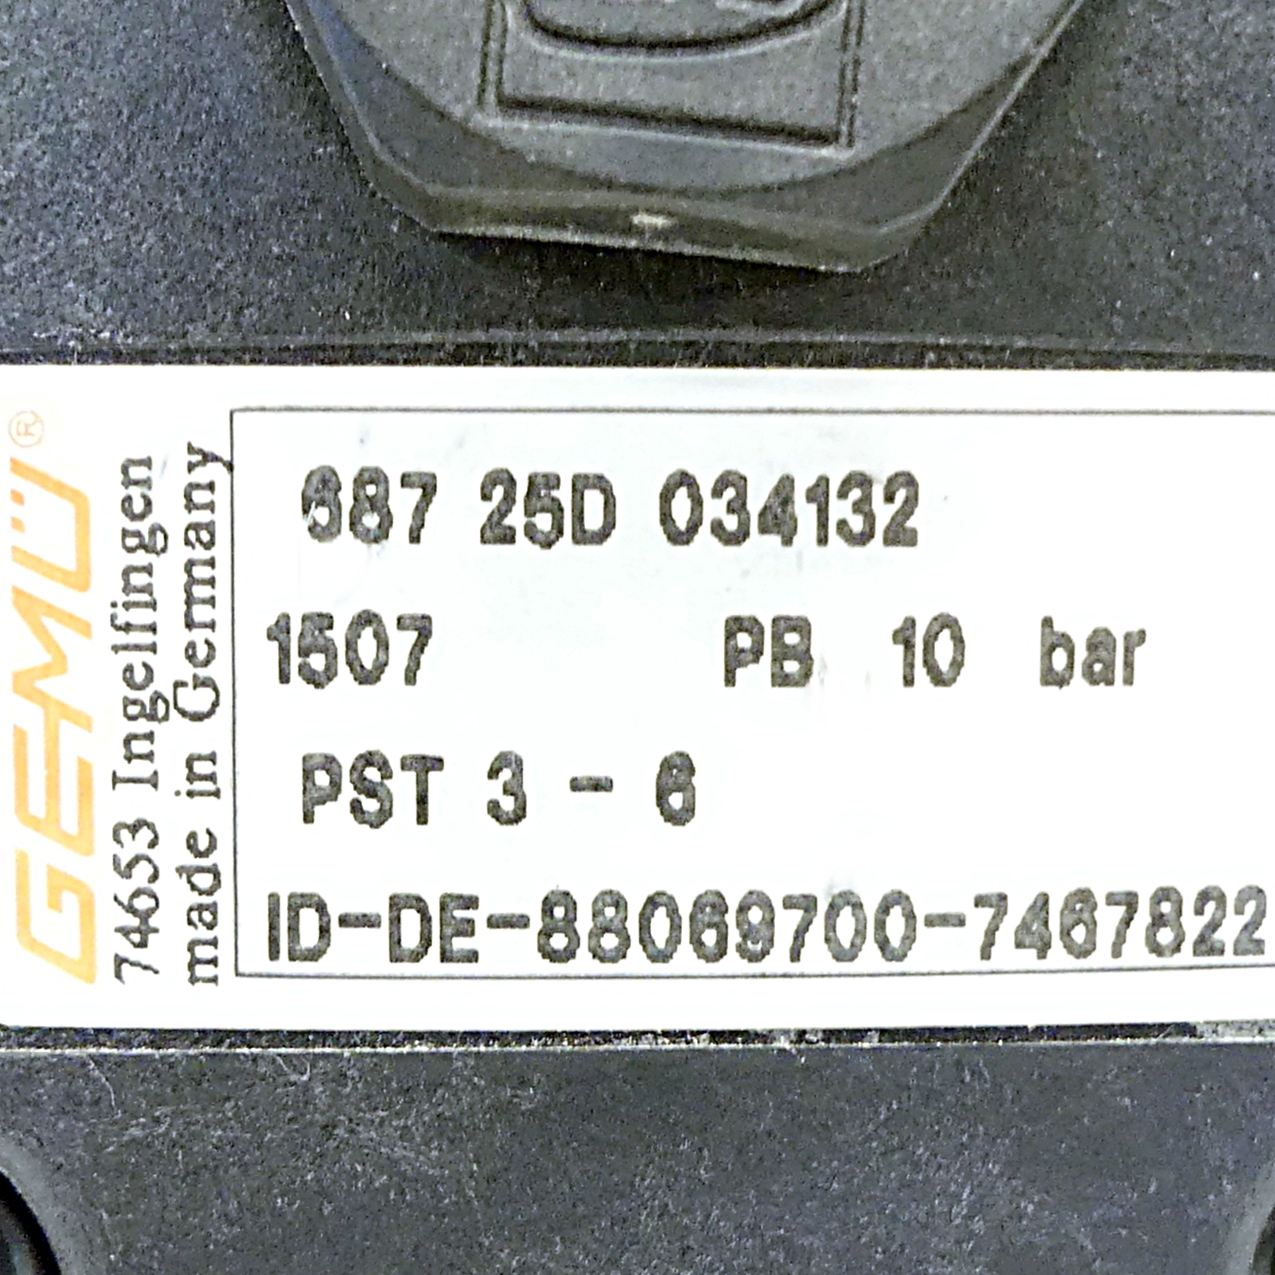 GEMÜ®
74653 Ingelfingen
made in Germany
687 25D 034132
1507 PB 10 bar
PST 3 - 6
ID-DE-88069700-7467822